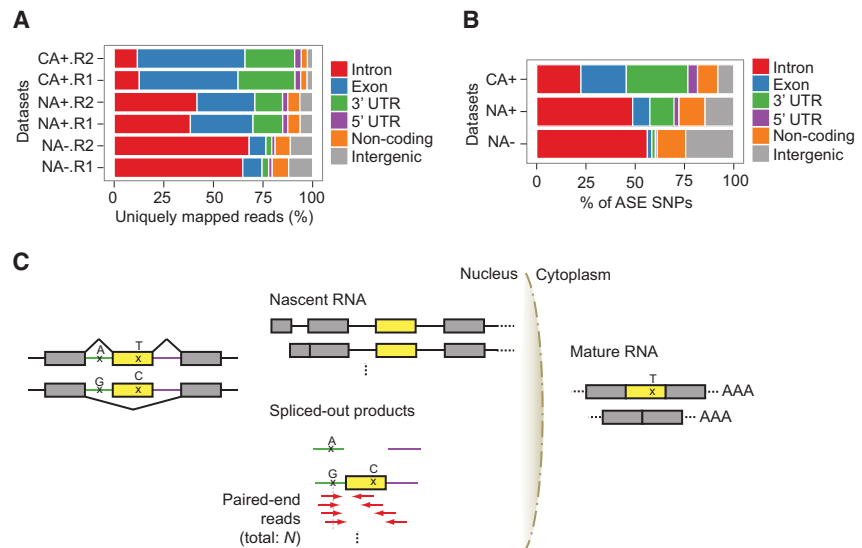 A
CA+.R2
CA+.R1
NA+.R2
NA+.R1
NA-.R2
NA-.R1
Datasets
0 25 50 75 100
Uniquely mapped reads (%)
Intron
Exon
3' UTR
5' UTR
Non-coding
Intergenic
B
CA+
NA+
NA-
Datasets
0 25 50 75 100
% of ASE SNPs
Intron
Exon
3' UTR
5' UTR
Non-coding
Intergenic
C
Nucleus Cytoplasm
Nascent RNA
A T
x x
G C
x x
Mature RNA
T
x
AAA
AAA
Spliced-out products
A
x
G C
x x
Paired-end
reads
(total: N)